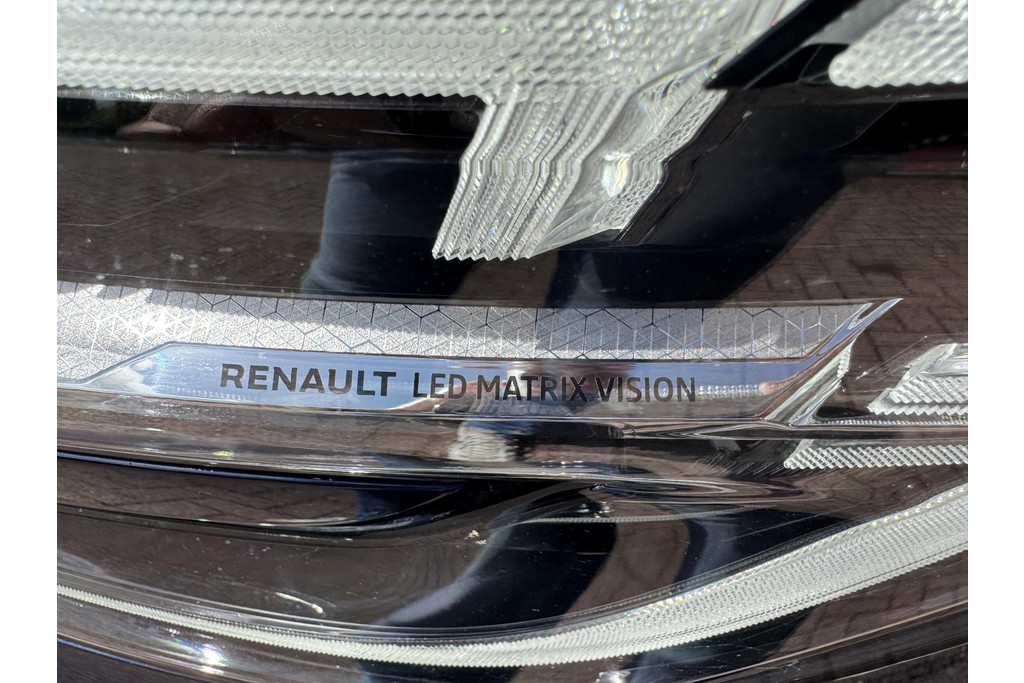 RENAULT LED MATRIX VISION